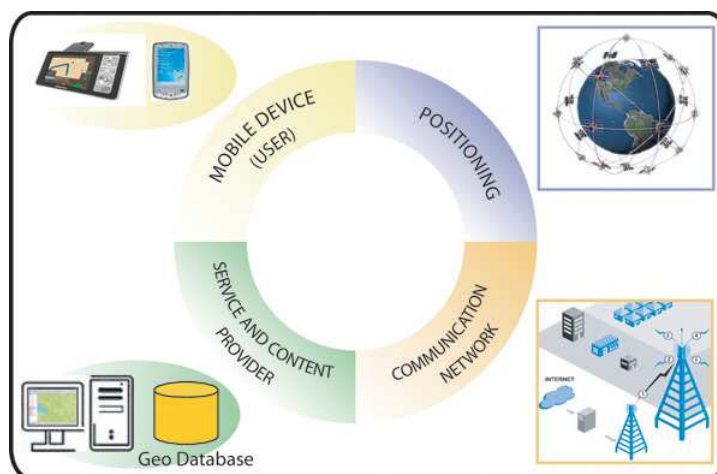 MOBILE DEVICE
(USER)
POSITIONING
SERVICE AND CONTENT
PROVIDER
COMMUNICATION
NETWORK
INTERNET
Geo Database